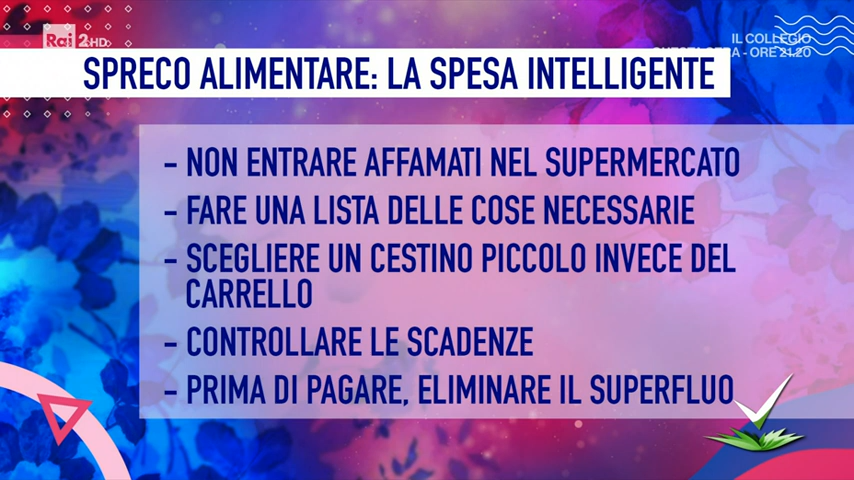 Rai 2HD
IL COLLEGIO
QUESTA SERA - ORE 21.20
SPRECO ALIMENTARE: LA SPESA INTELLIGENTE
- NON ENTRARE AFFAMATI NEL SUPERMERCATO
- FARE UNA LISTA DELLE COSE NECESSARIE
- SCEGLIERE UN CESTINO PICCOLO INVECE DEL
CARRELLO
- CONTROLLARE LE SCADENZE
- PRIMA DI PAGARE, ELIMINARE IL SUPERFLUO